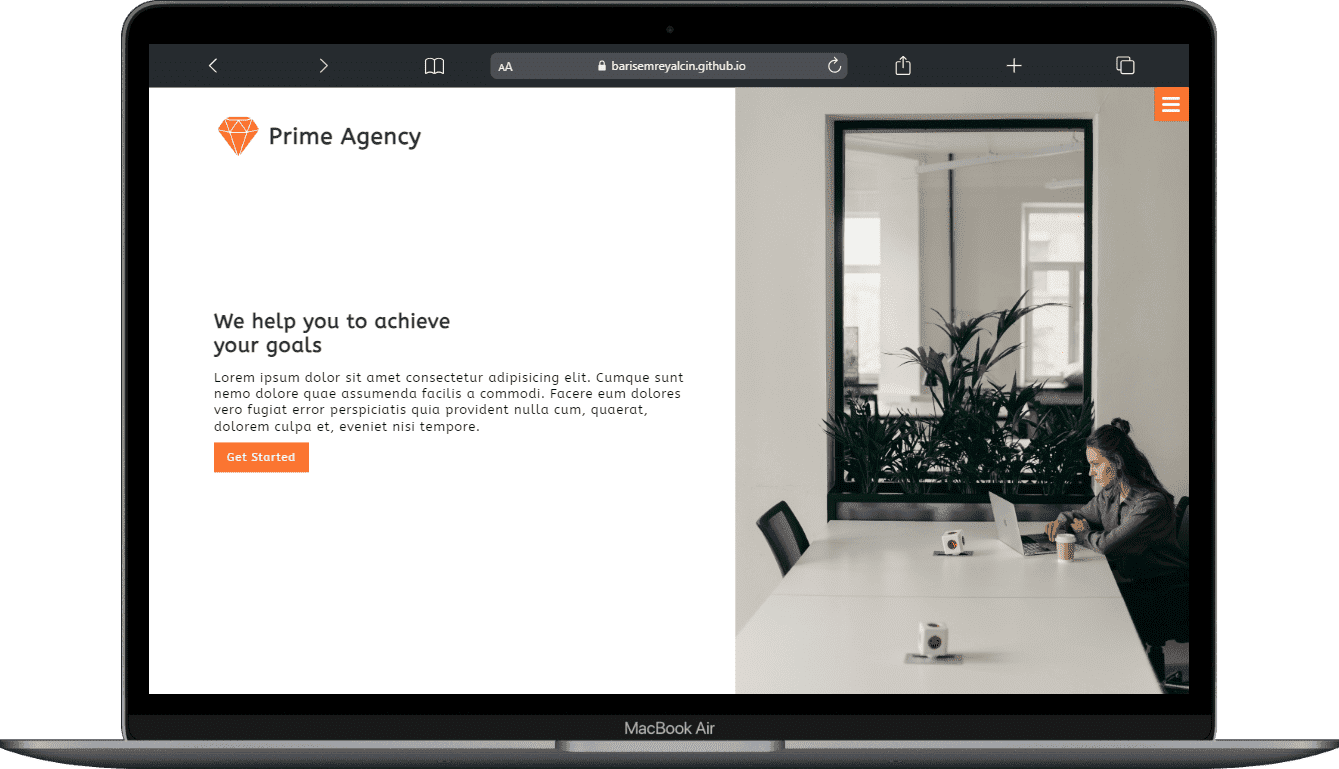 AA
barisemreyalcin.github.io
Prime Agency
We help you to achieve
your goals
Lorem ipsum dolor sit amet consectetur adipisicing elit. Cumque sunt
nemo dolore quae assumenda facilis a commodi. Facere eum dolores
vero fugiat error perspiciatis quia provident nulla cum, quaerat,
dolorem culpa et, eveniet nisi tempore.
Get Started
MacBook Air